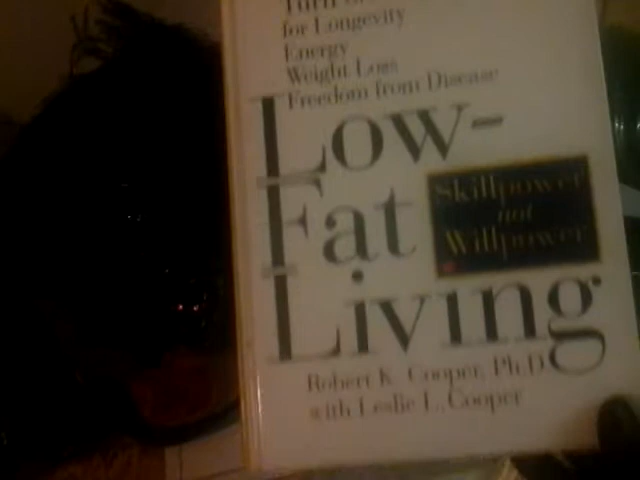 for Longevity
Energy
Weight Loss
Freedom from Disease
Low-
Fat
Skillpower
not
Willpower
Living
Robert K. Cooper, Ph.D
with Leslie L. Cooper